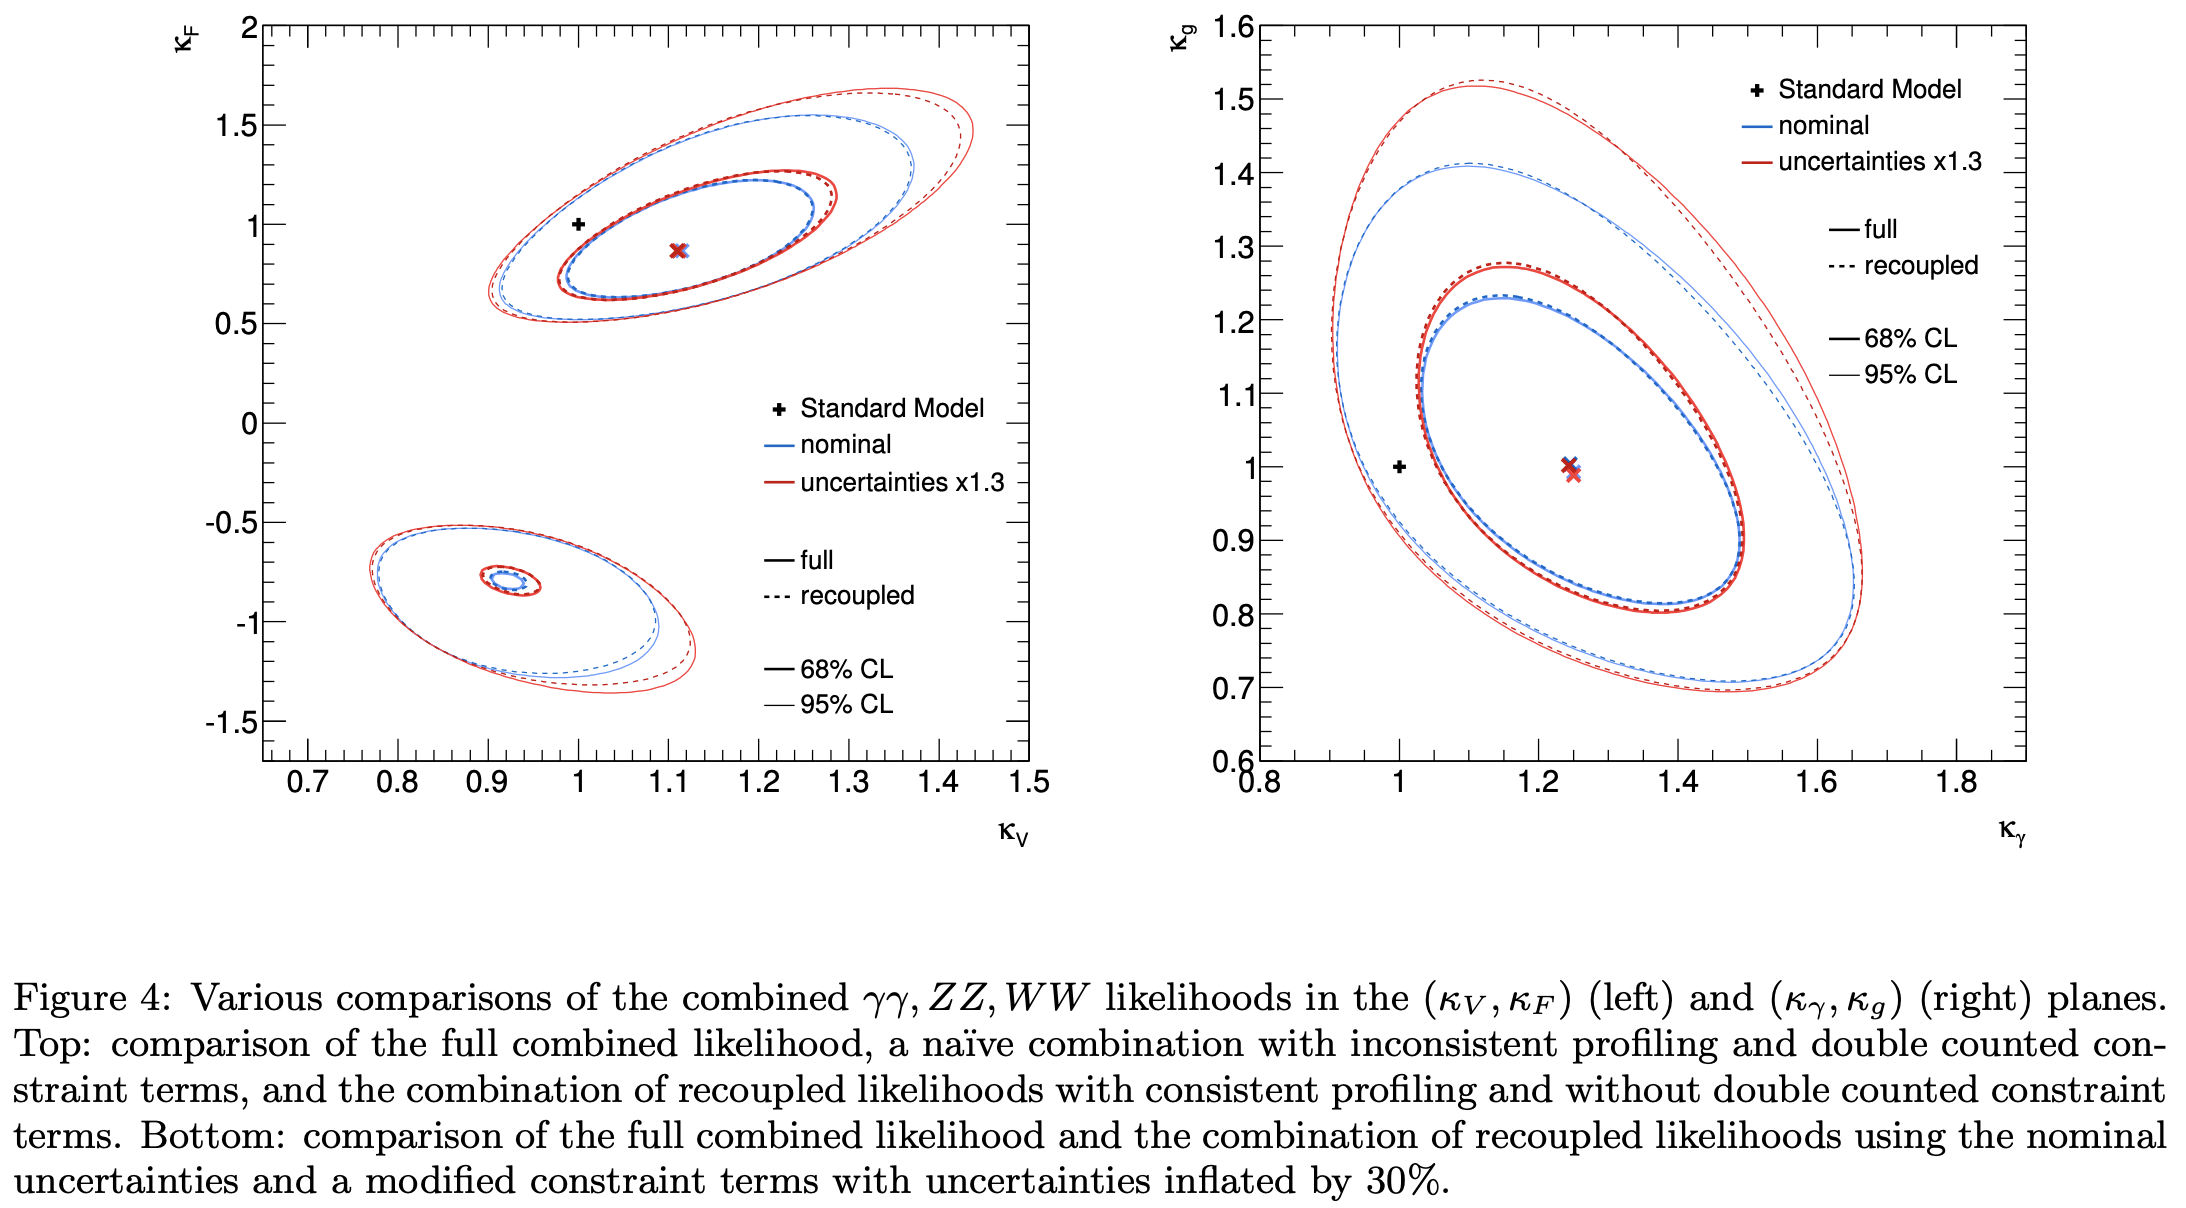 κF
2
1.5
1
0.5
0
-0.5
-1
-1.5
0.7 0.8 0.9 1 1.1 1.2 1.3 1.4 1.5
κV
Standard Model
nominal
uncertainties x1.3
full
recoupled
68% CL
95% CL
κg
1.6
1.5
1.4
1.3
1.2
1.1
1
0.9
0.8
0.7
0.6
0.8 1 1.2 1.4 1.6 1.8
κγ
Standard Model
nominal
uncertainties x1.3
full
recoupled
68% CL
95% CL
Figure 4: Various comparisons of the combined γγ, ZZ, WW likelihoods in the (κV, κF) (left) and (κγ, κg) (right) planes.
Top: comparison of the full combined likelihood, a naïve combination with inconsistent profiling and double counted con-
straint terms, and the combination of recoupled likelihoods with consistent profiling and without double counted constraint
terms. Bottom: comparison of the full combined likelihood and the combination of recoupled likelihoods using the nominal
uncertainties and a modified constraint terms with uncertainties inflated by 30%.